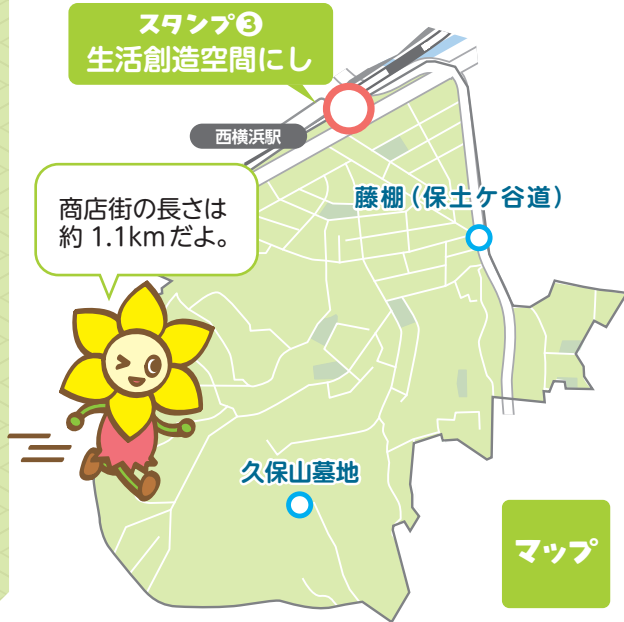 スタンプ❸
生活創造空間にし
西横浜駅
藤棚（保土ケ谷道）
商店街の長さは
約 1.1kmだよ。
久保山墓地
マップ